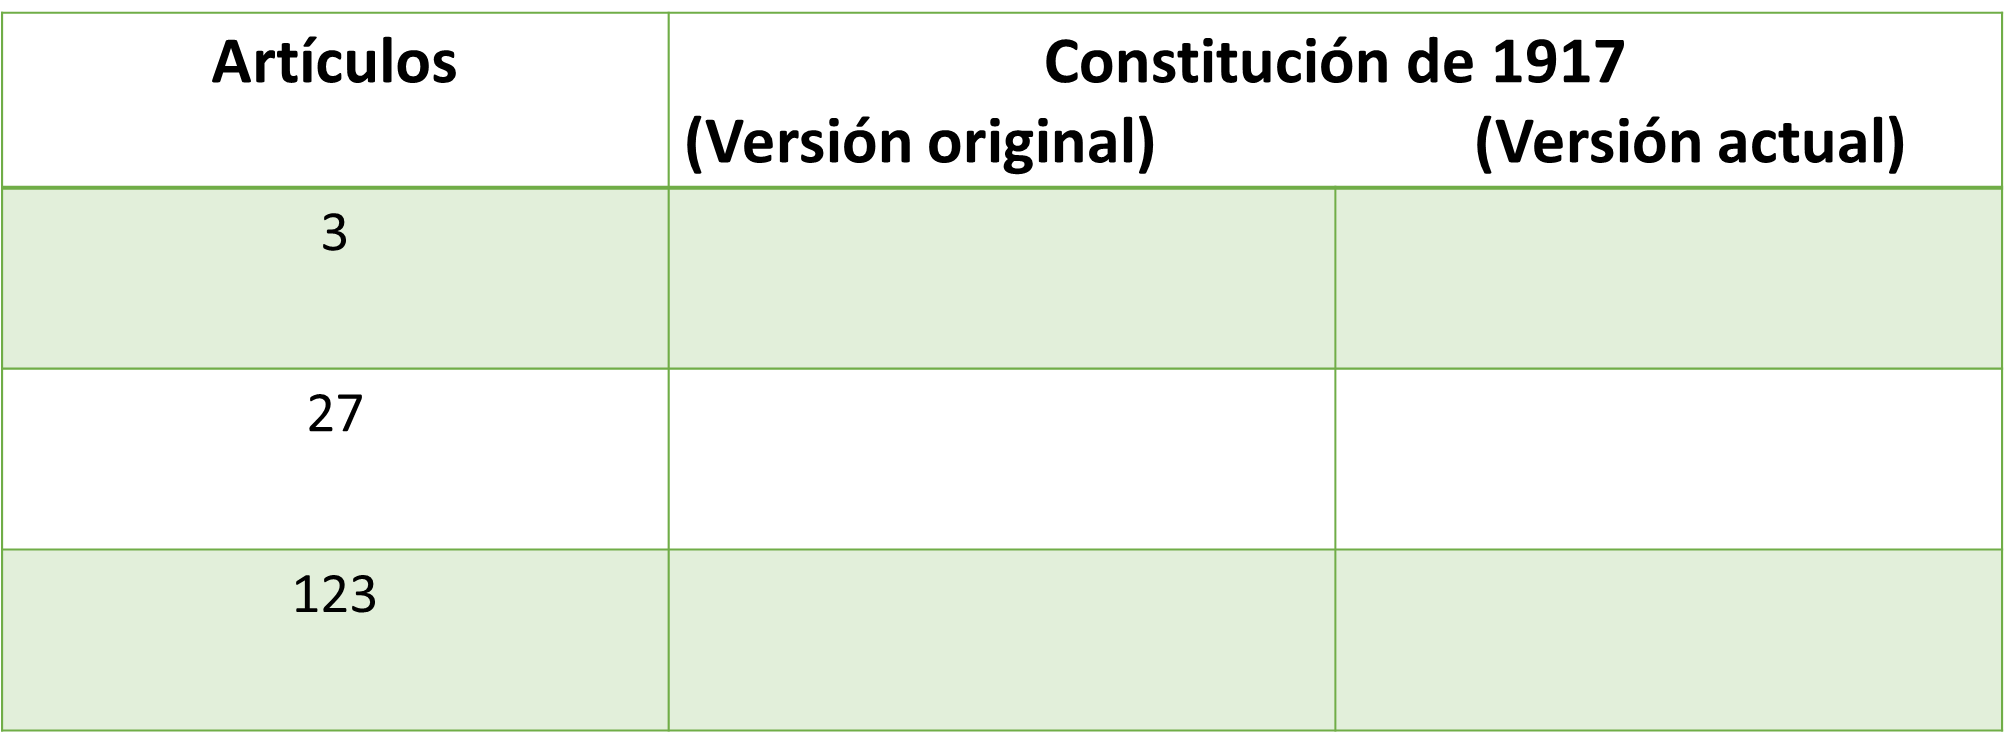 Artículos
Constitución de 1917
(Versión original) (Versión actual)
3
27
123